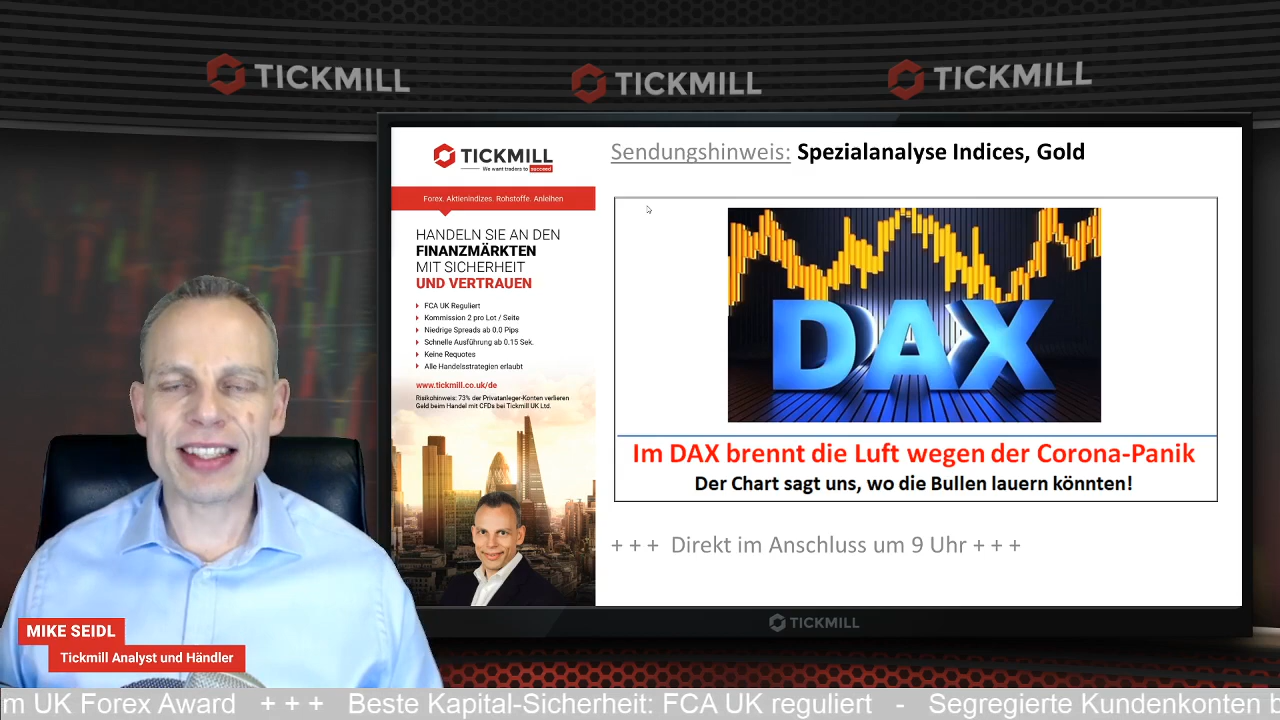 TICKMILL
TICKMILL
TICKMILL
TICKMILL
We want traders to succeed
Forex. Aktienindizes. Rohstoffe. Anleihen
HANDELN SIE AN DEN
FINANZMÄRKTEN
MIT SICHERHEIT
UND VERTRAUEN
FCA UK Reguliert
Kommission 2 pro Lot / Seite
Niedrige Spreads ab 0.0 Pips
Schnelle Ausführung ab 0.15 Sek.
Keine Requotes
Alle Handelsstrategien erlaubt
www.tickmill.co.uk/de
Risikohinweis: 73% der Privatanleger-Konten verlieren
Geld beim Handel mit CFDs bei Tickmill UK Ltd.
Sendungshinweis: Spezialanalyse Indices, Gold
DAX
Im DAX brennt die Luft wegen der Corona-Panik
Der Chart sagt uns, wo die Bullen lauern könnten!
+ + + Direkt im Anschluss um 9 Uhr + + +
TICKMILL
MIKE SEIDL
Tickmill Analyst und Händler
m UK Forex Award + + + Beste Kapital-Sicherheit: FCA UK reguliert - Segregierte Kundenkonten b